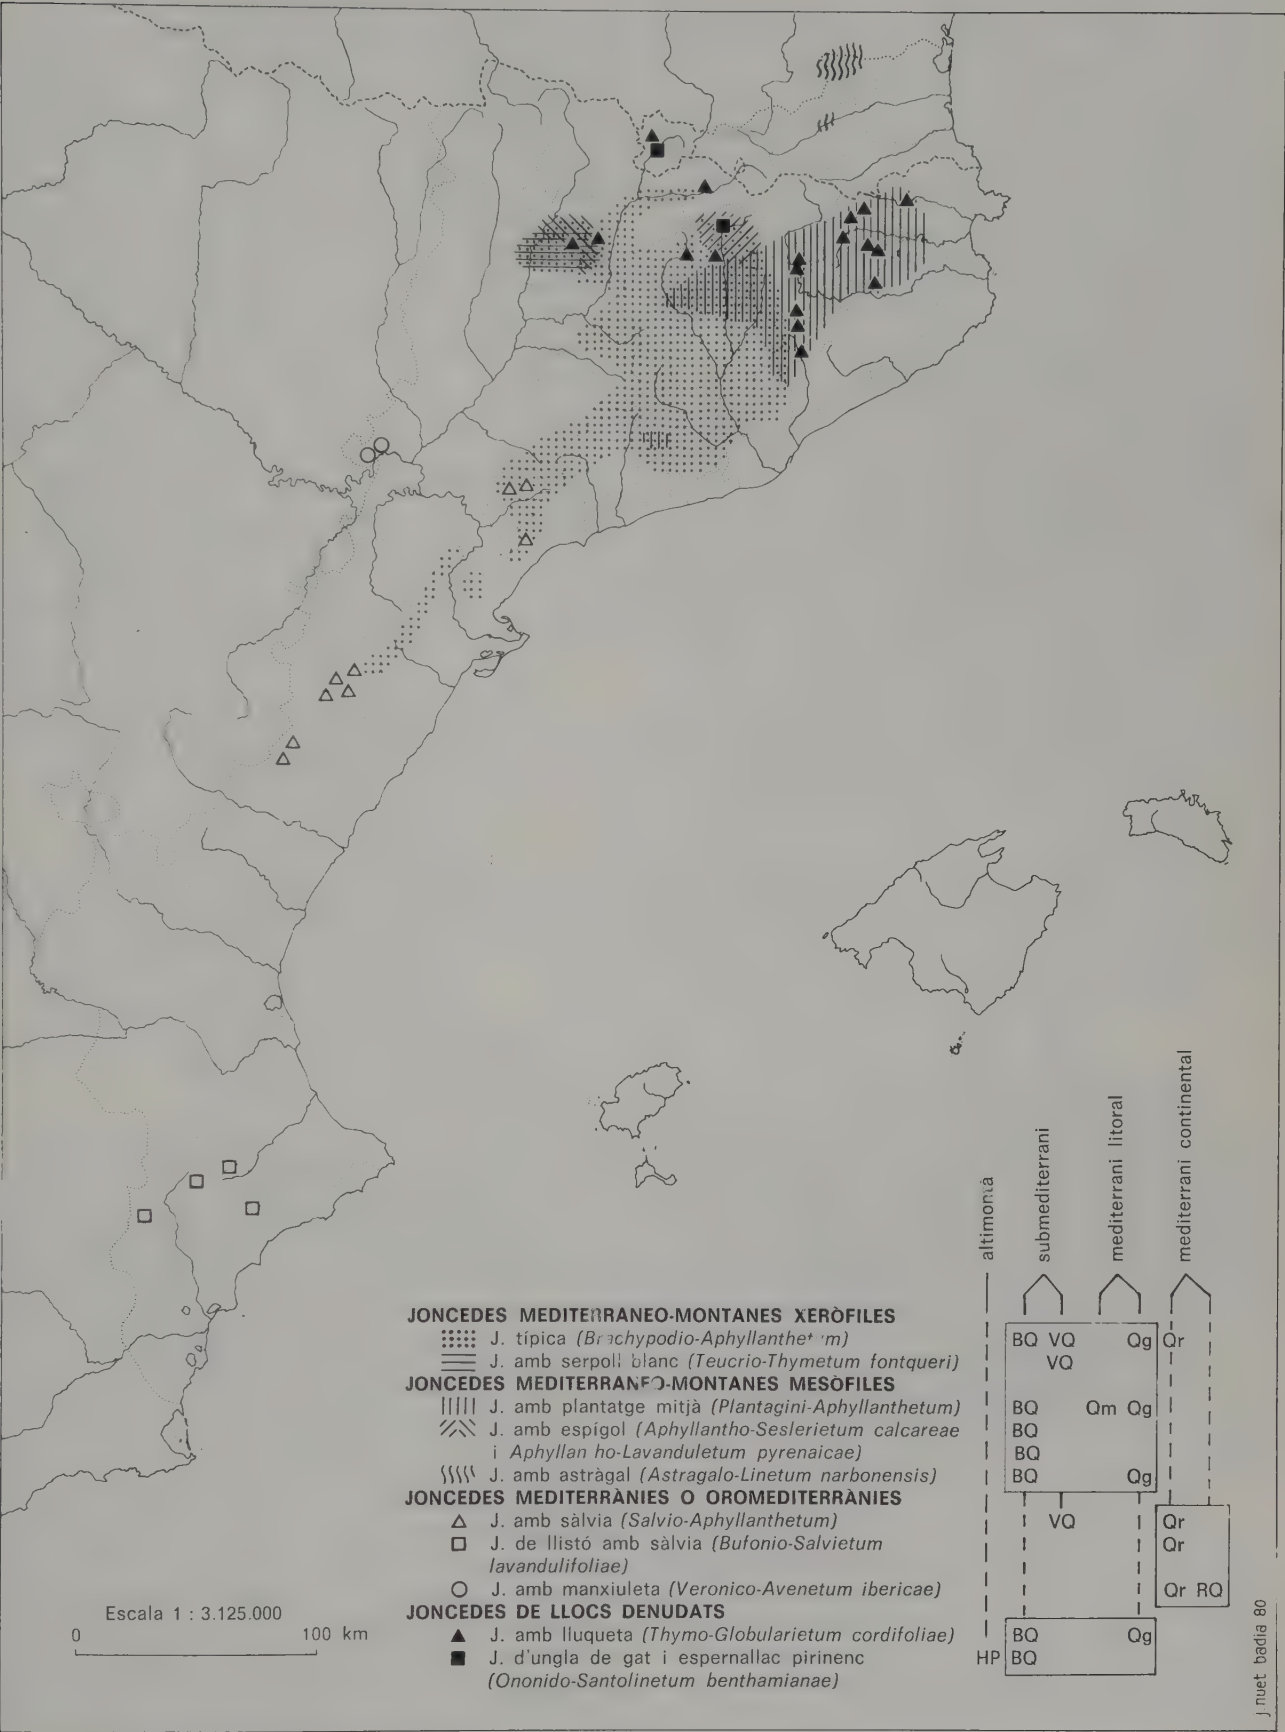 altimontà
submediterrani
mediterrani litoral
mediterrani continental
JONCEDES MEDITERRANEO-MONTANES XERÒFILES
J. típica (Brachypodio-Aphyllanthetum)
J. amb serpoll blanc (Teucrio-Thymetum fontqueri)
JONCEDES MEDITERRANEO-MONTANES MESÒFILES
J. amb plantatge mitjà (Plantagini-Aphyllanthetum)
J. amb espígol (Aphyllantho-Seslerietum calcareae
i Aphyllantho-Lavanduletum pyrenaicae)
J. amb astràgal (Astragalo-Linetum narbonensis)
JONCEDES MEDITERRÀNIES O OROMEDITERRÀNIES
J. amb sàlvia (Salvio-Aphyllanthetum)
J. de llistó amb sàlvia (Bufonio-Salvietum
lavandulifoliae)
J. amb manxiuleta (Veronico-Avenetum ibericae)
JONCEDES DE LLOCS DENUDATS
J. amb lluqueta (Thymo-Globularietum cordifoliae)
J. d'ungla de gat i espernallac pirinenc
(Ononido-Santolinetum benthamianae)
BQ VQ Qg Qr
VQ
BQ Qm Qg
BQ
BQ
BQ Qg
VQ Qr
Qr
Qr RQ
BQ Qg
HP BQ
Escala 1 : 3.125.000
0 100 km
j nuet badia 80